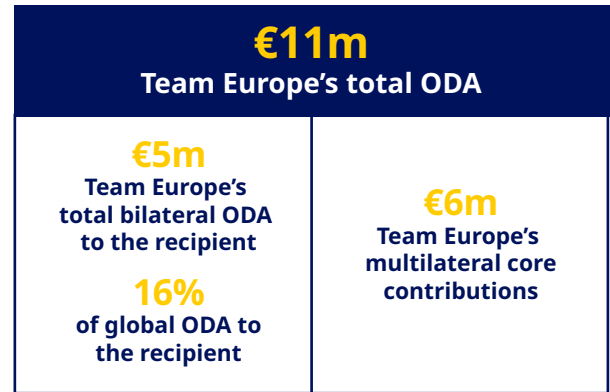 €11m
Team Europe’s total ODA
€5m
Team Europe’s
total bilateral ODA
to the recipient
16%
of global ODA to
the recipient
€6m
Team Europe’s
multilateral core
contributions